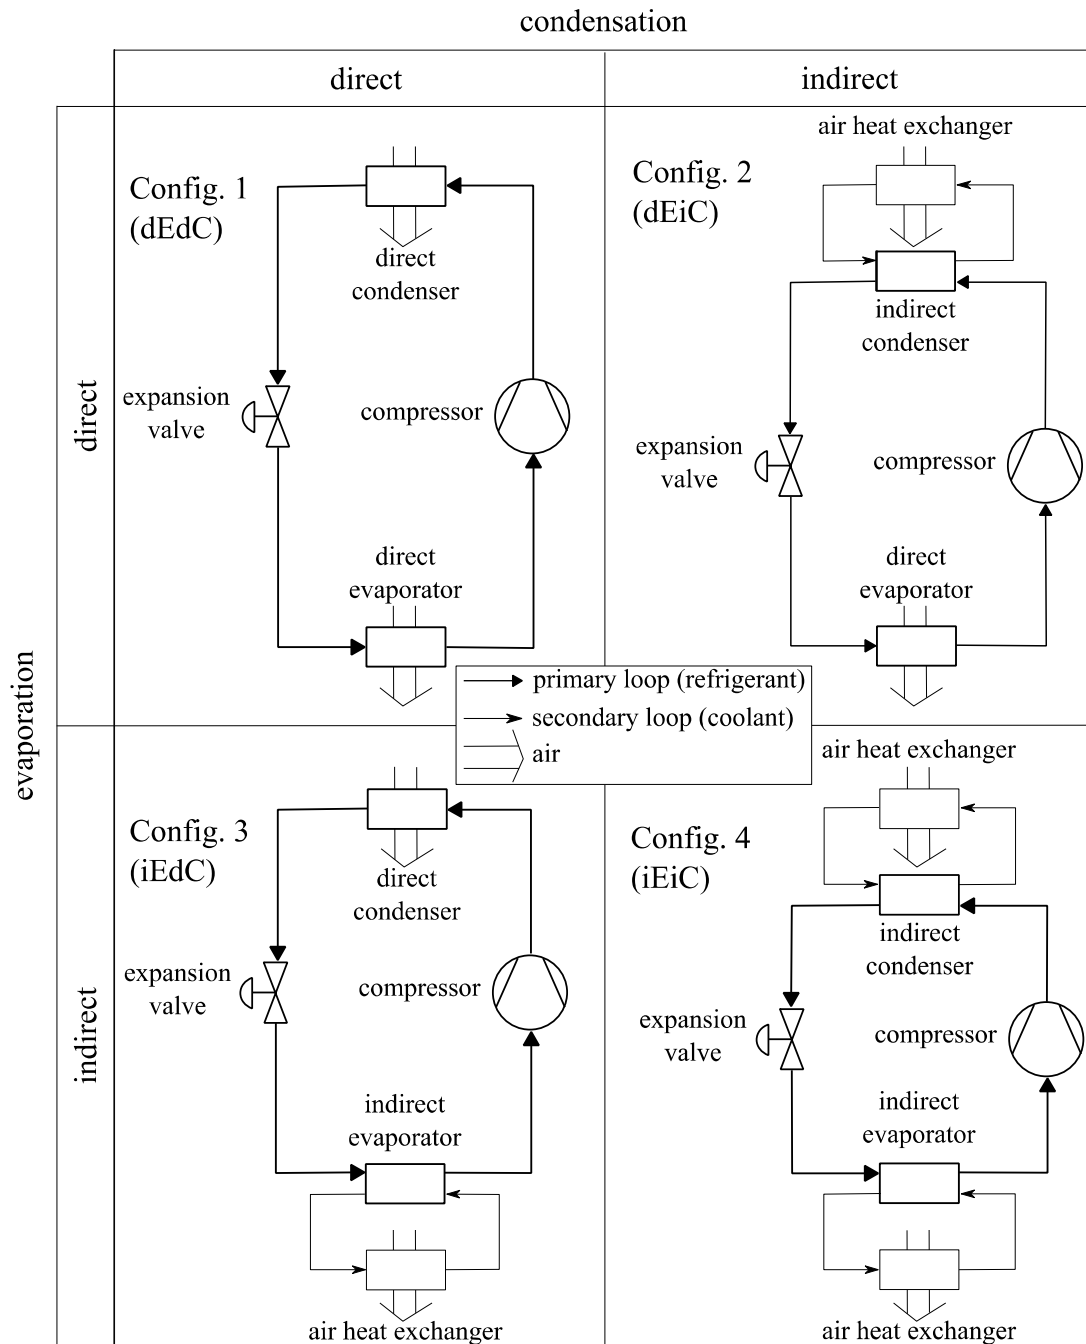 condensation
direct
indirect
evaporation
direct
indirect
Config. 1
(dEdC)
direct
condenser
expansion
valve
compressor
direct
evaporator
air heat exchanger
Config. 2
(dEiC)
indirect
condenser
expansion
valve
compressor
direct
evaporator
primary loop (refrigerant)
secondary loop (coolant)
air
Config. 3
(iEdC)
direct
condenser
expansion
valve
compressor
indirect
evaporator
air heat exchanger
air heat exchanger
Config. 4
(iEiC)
indirect
condenser
expansion
valve
compressor
indirect
evaporator
air heat exchanger